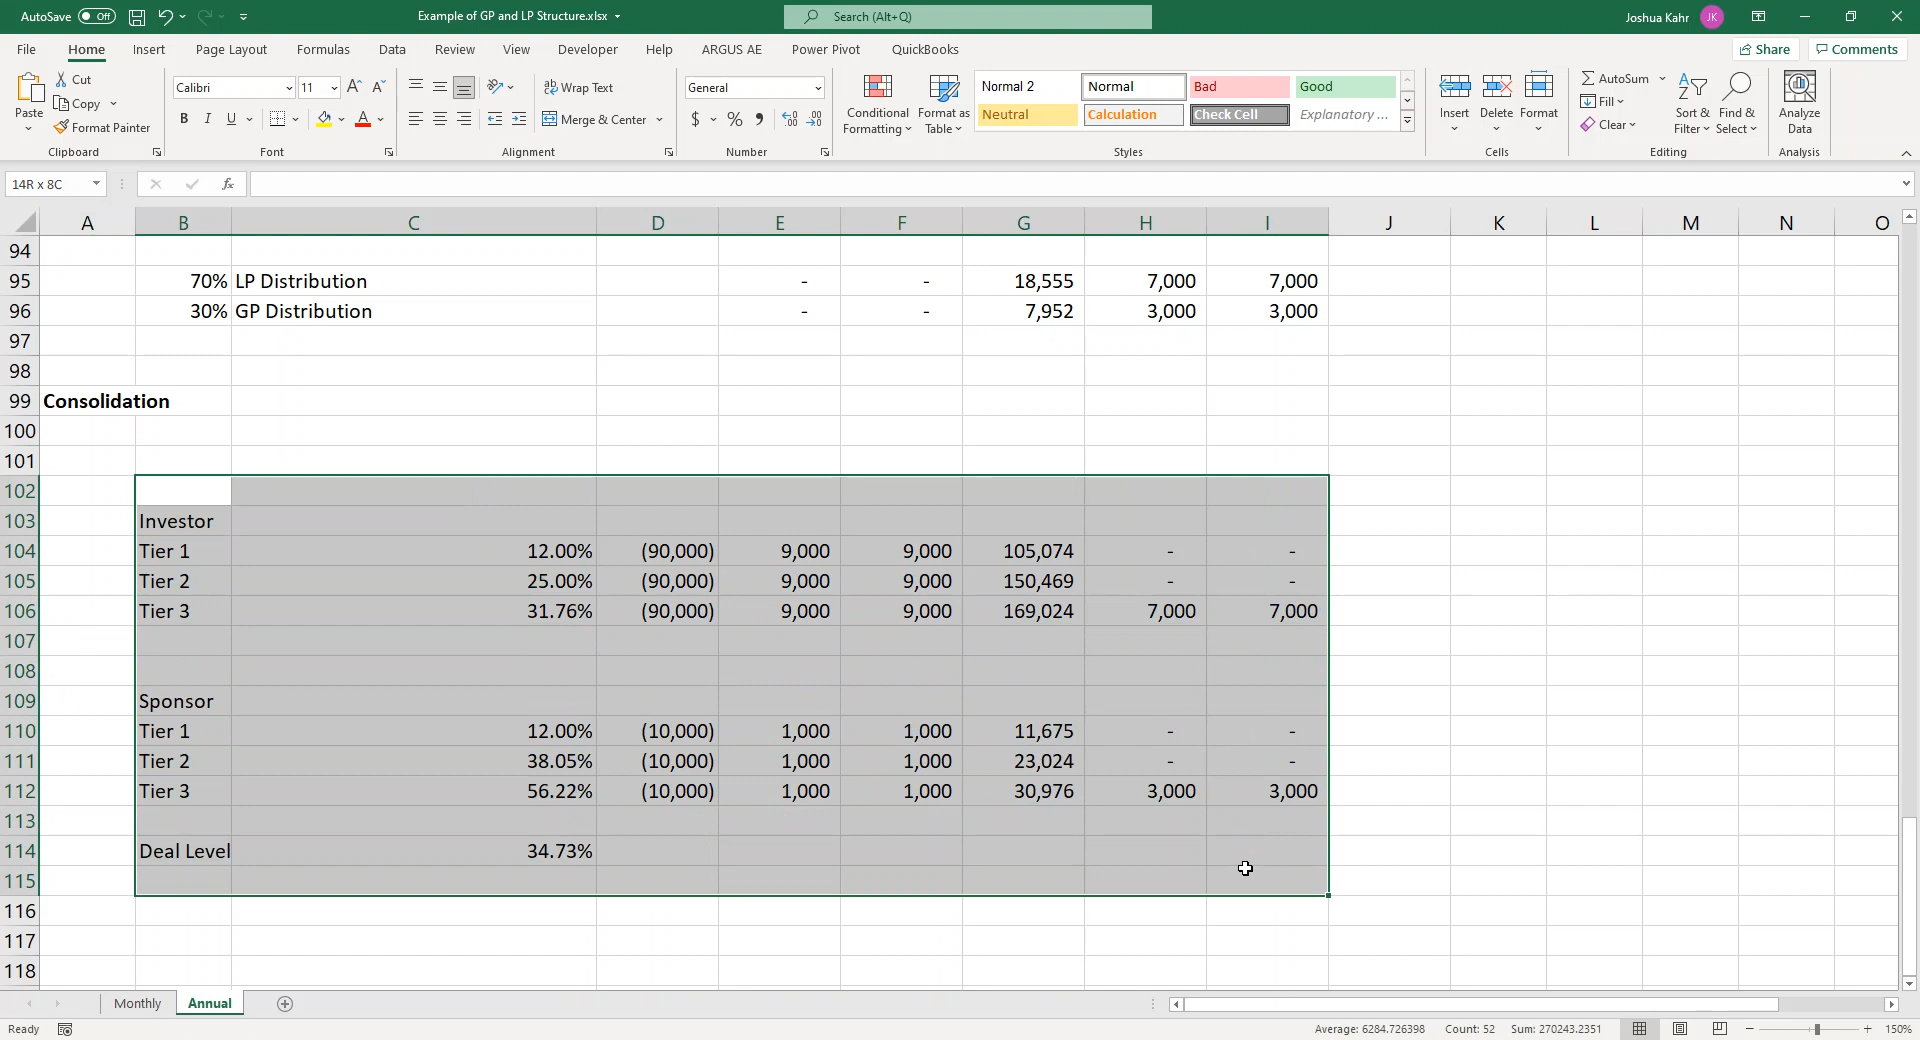 AutoSave Off Example of GP and LP Structure.xlsx Search (Alt+Q) Joshua Kahr JK
File Home Insert Page Layout Formulas Data Review View Developer Help ARGUS AE Power Pivot QuickBooks Share Comments
Paste Cut Copy Format Painter
Clipboard
Calibri 11 A A
B I U A
Font
Wrap Text
Merge & Center
Alignment
General
$ % 9
Number
Conditional Formatting
Format as Table
Normal 2 Normal Bad Good
Neutral Calculation Check Cell Explanatory ...
Styles
Insert Delete Format
Cells
AutoSum
Fill
Clear
Sort & Filter
Find & Select
Editing
Analyze Data
Analysis
14R x 8C fx
A B C D E F G H I J K L M N O
94
95 70% LP Distribution - - 18,555 7,000 7,000
96 30% GP Distribution - - 7,952 3,000 3,000
97
98
99 Consolidation
100
101
102
103 Investor
104 Tier 1 12.00% (90,000) 9,000 9,000 105,074 - -
105 Tier 2 25.00% (90,000) 9,000 9,000 150,469 - -
106 Tier 3 31.76% (90,000) 9,000 9,000 169,024 7,000 7,000
107
108
109 Sponsor
110 Tier 1 12.00% (10,000) 1,000 1,000 11,675 - -
111 Tier 2 38.05% (10,000) 1,000 1,000 23,024 - -
112 Tier 3 56.22% (10,000) 1,000 1,000 30,976 3,000 3,000
113
114 Deal Level 34.73%
115
116
117
118
Monthly Annual
Ready Average: 6284.726398 Count: 52 Sum: 270243.2351 150%